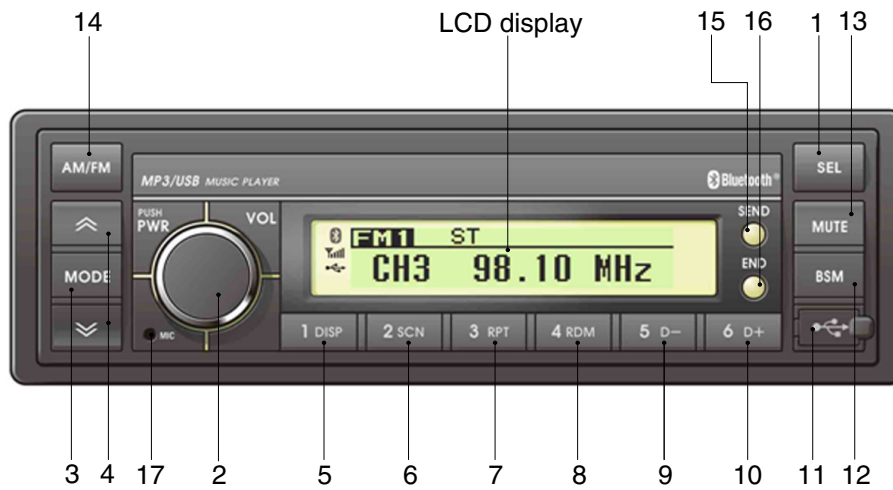 14 LCD display 15 16 1 13
AM/FM
MP3/USB MUSIC PLAYER
Bluetooth®
SEL
PUSH
PWR
VOL
FM1 ST
CH3 98.10 MHz
SEND
END
MUTE
MODE
BSM
MIC
1 DISP 2 SCN 3 RPT 4 RDM 5 D− 6 D+
3 17 4 2 5 6 7 8 9 10 11 12